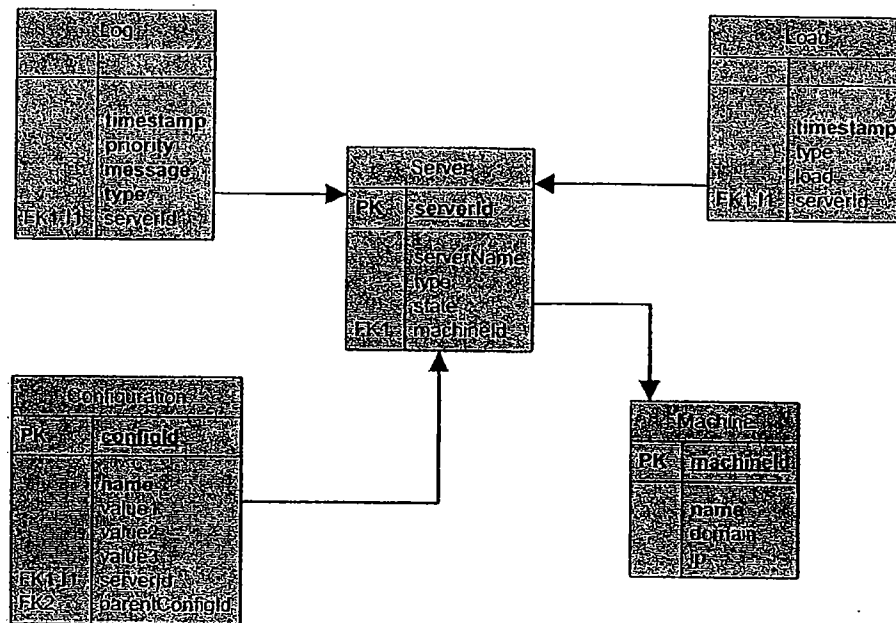 Log
timestamp
priority
message
type
FK1,I1 serverId
Load
timestamp
type
load
FK1,I1 serverId
Server
PK serverId
serverName
type
state
FK1 machineId
Configuration
PK configId
name
value1
value2
value3
FK1,I1 serverId
FK2 parentConfigId
Machine
PK machineId
name
domain
ip